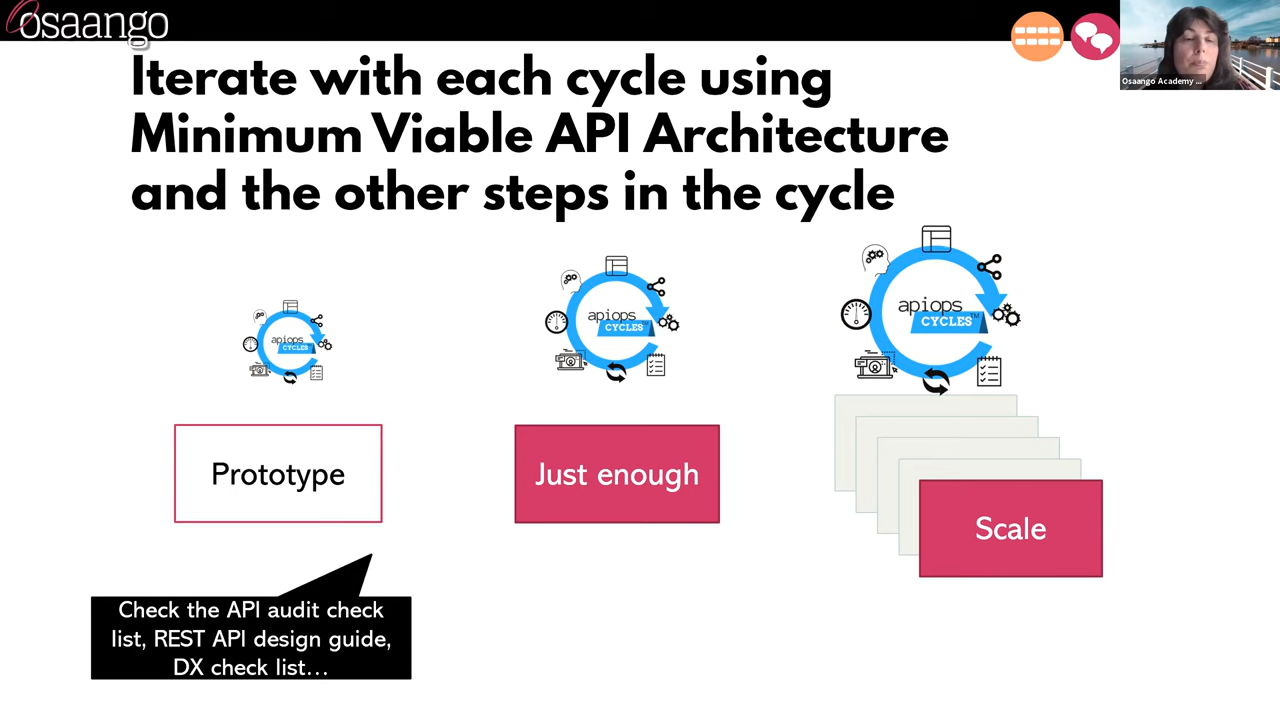 osaango
Osaango Academy ...
Iterate with each cycle using
Minimum Viable API Architecture
and the other steps in the cycle
apiops
CYCLES
apiops
CYCLES™
apiops
CYCLES™
Prototype
Just enough
Scale
Check the API audit check
list, REST API design guide,
DX check list...